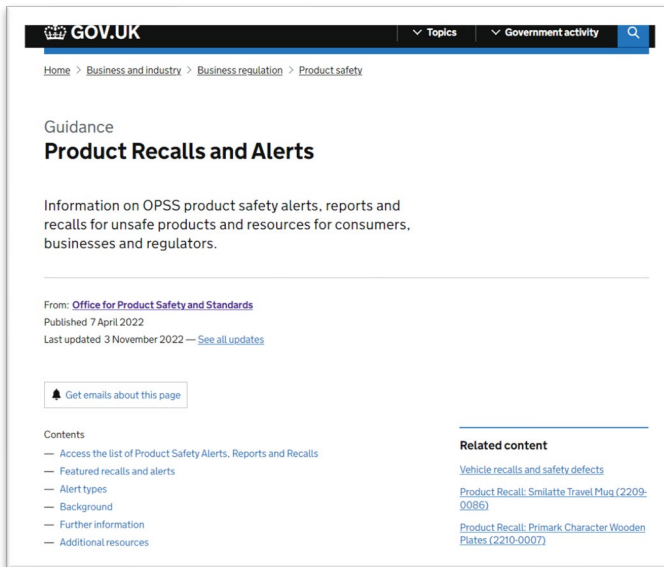 GOV.UK
Topics
Government activity
Home > Business and industry > Business regulation > Product safety
Guidance
Product Recalls and Alerts
Information on OPSS product safety alerts, reports and
recalls for unsafe products and resources for consumers,
businesses and regulators.
From: Office for Product Safety and Standards
Published 7 April 2022
Last updated 3 November 2022 — See all updates
Get emails about this page
Contents
— Access the list of Product Safety Alerts, Reports and Recalls
— Featured recalls and alerts
— Alert types
— Background
— Further information
— Additional resources
Related content
Vehicle recalls and safety defects
Product Recall: Smilatte Travel Mug (2209-
0086)
Product Recall: Primark Character Wooden
Plates (2210-0007)